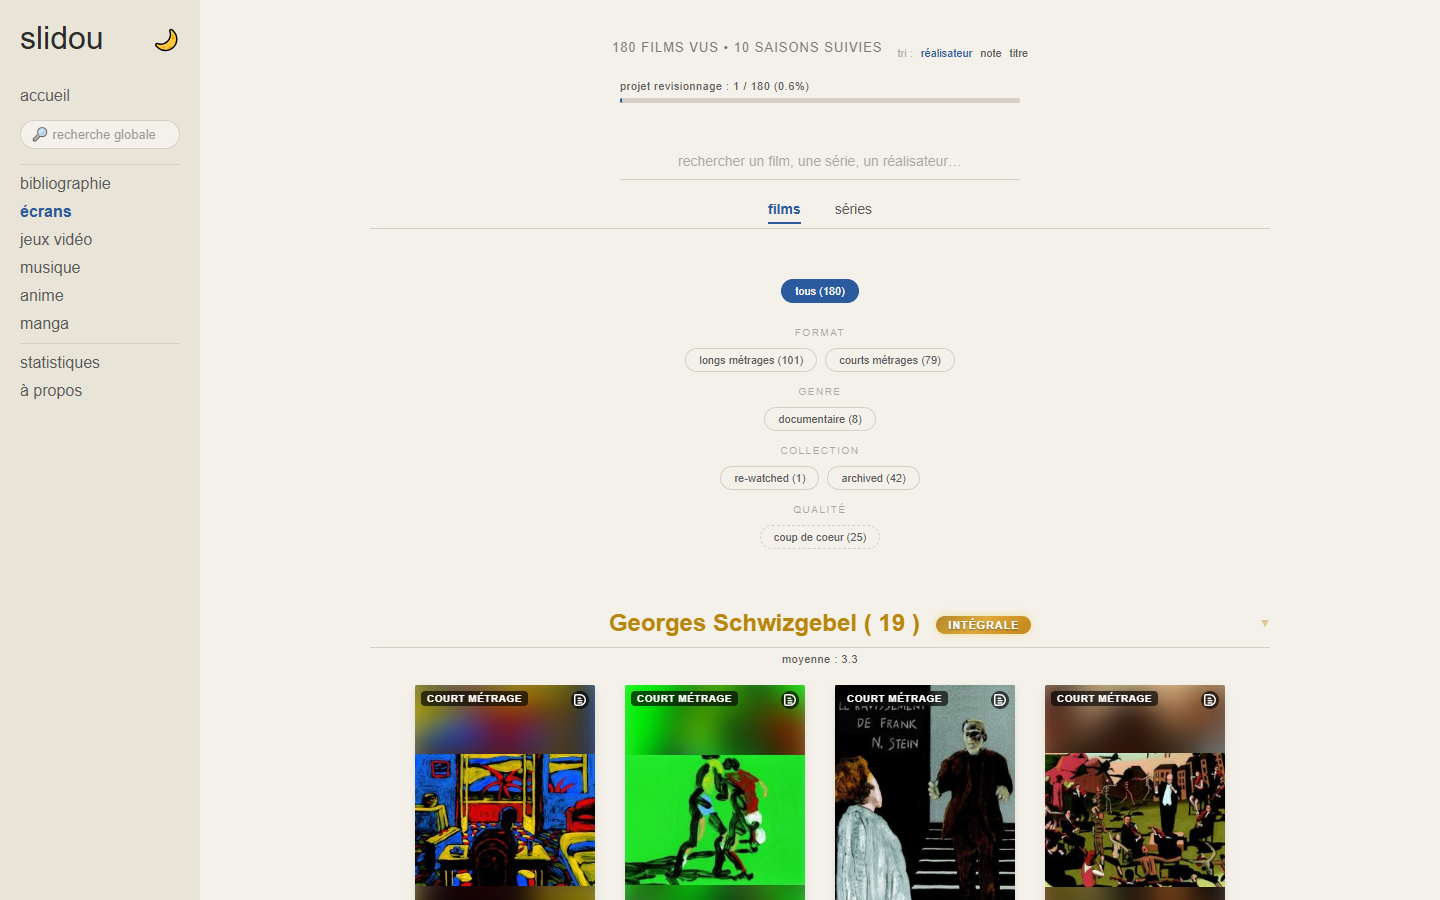 slidou
accueil
recherche globale
bibliographie
écrans
jeux vidéo
musique
anime
manga
statistiques
à propos
180 FILMS VUS • 10 SAISONS SUIVIES
tri : réalisateur note titre
projet revisionnage : 1 / 180 (0.6%)
rechercher un film, une série, un réalisateur…
films séries
tous (180)
FORMAT
longs métrages (101) courts métrages (79)
GENRE
documentaire (8)
COLLECTION
re-watched (1) archived (42)
QUALITÉ
coup de coeur (25)
Georges Schwizgebel ( 19 ) INTÉGRALE
moyenne : 3.3
COURT MÉTRAGE
COURT MÉTRAGE
COURT MÉTRAGE
LE RAVISSEMENT
DE FRANK
N. STEIN
COURT MÉTRAGE